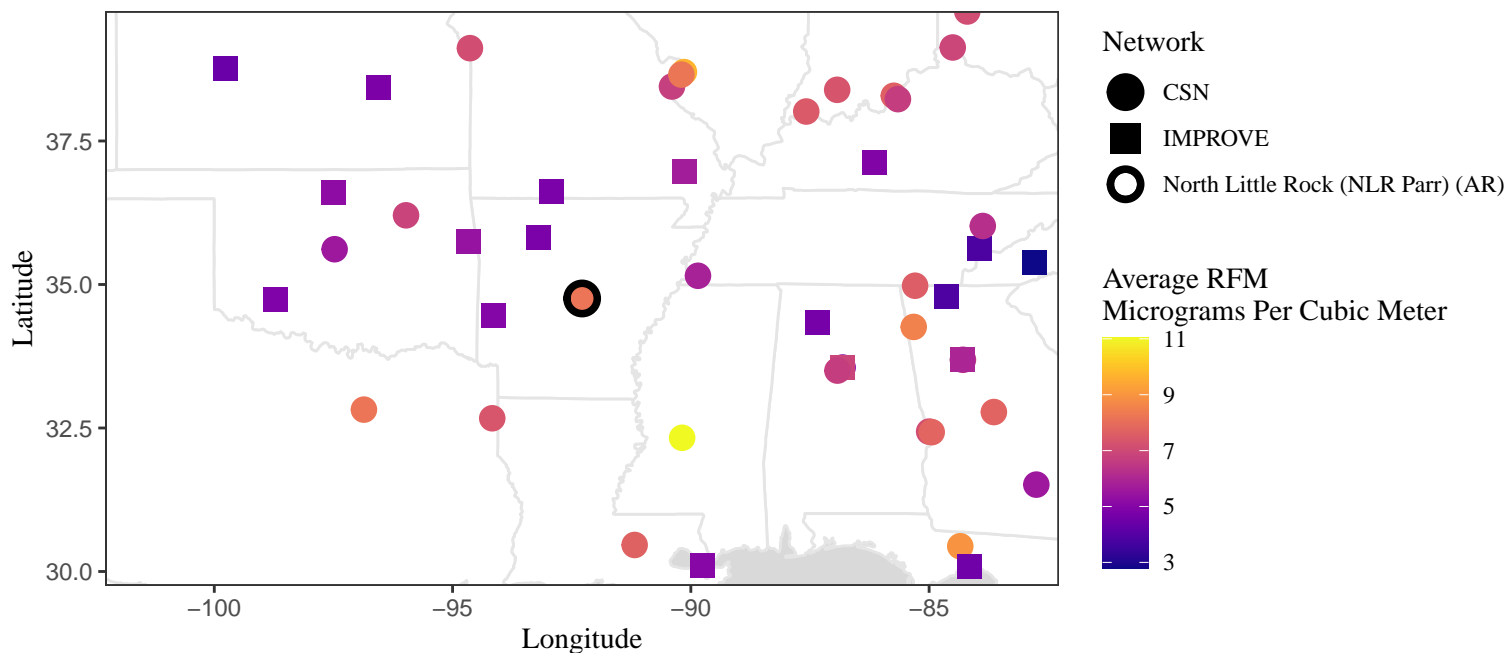 Network
CSN
IMPROVE
North Little Rock (NLR Parr) (AR)
Average RFM
Micrograms Per Cubic Meter
11
9
7
5
3
Latitude
37.5
35.0
32.5
30.0
−100
−95
−90
−85
Longitude